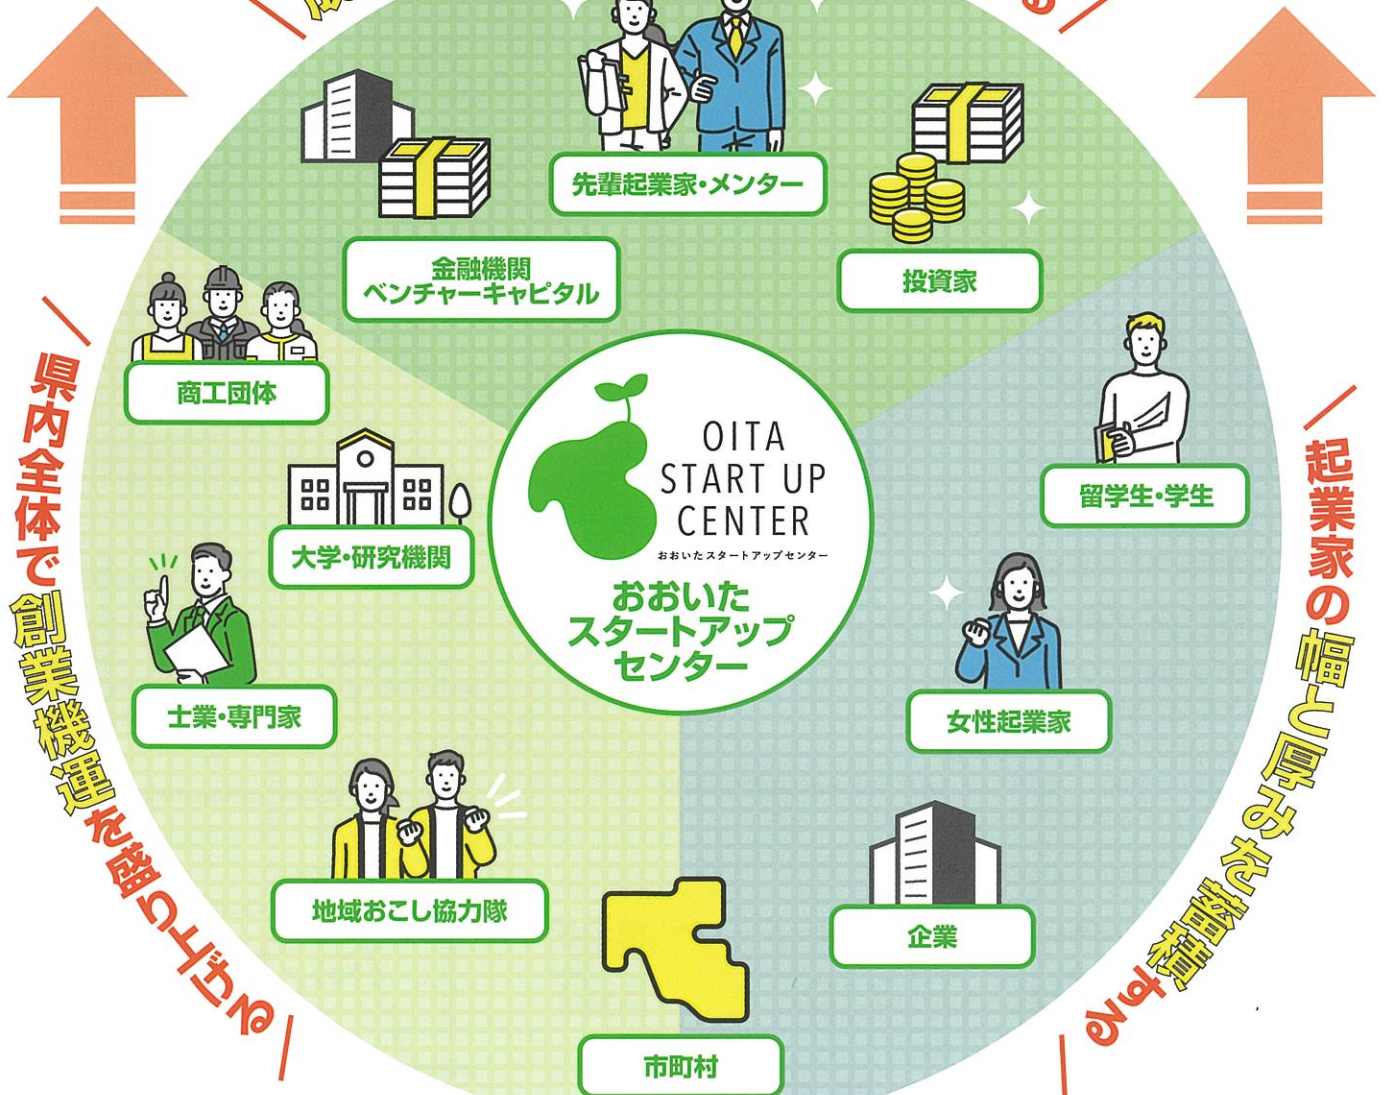 先輩起業家・メンター
金融機関
ベンチャーキャピタル
投資家
商工団体
大学・研究機関
士業・専門家
地域おこし協力隊
市町村
企業
女性起業家
留学生・学生
OITA
START UP
CENTER
おおいたスタートアップセンター
おおいた
スタートアップ
センター
県内全体で創業機運を盛り上げる
起業家の幅と厚みを蓄積する